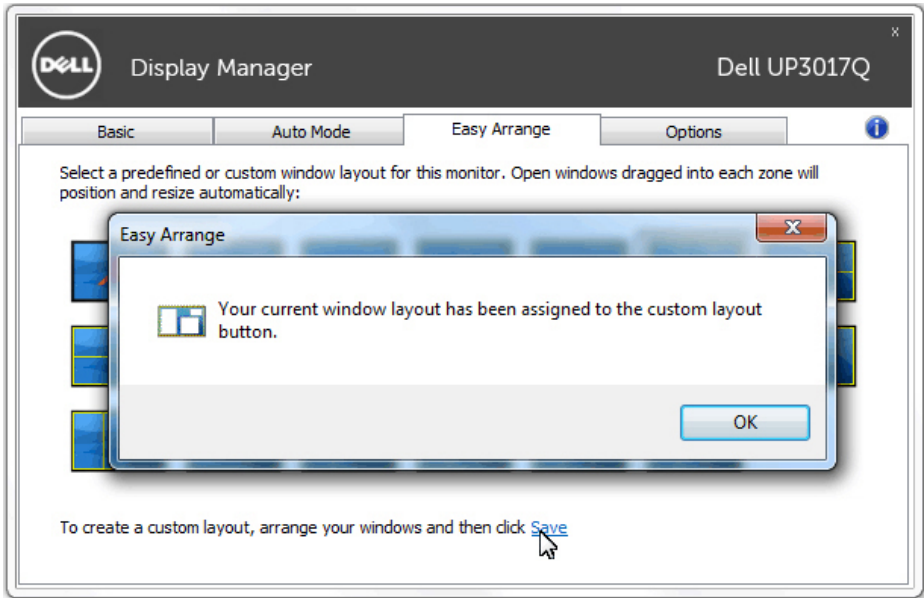 DELL
Display Manager
Dell UP3017Q
x
Basic
Auto Mode
Easy Arrange
Options
i
Select a predefined or custom window layout for this monitor. Open windows dragged into each zone will
position and resize automatically:
Easy Arrange
x
Your current window layout has been assigned to the custom layout
button.
OK
To create a custom layout, arrange your windows and then click Save